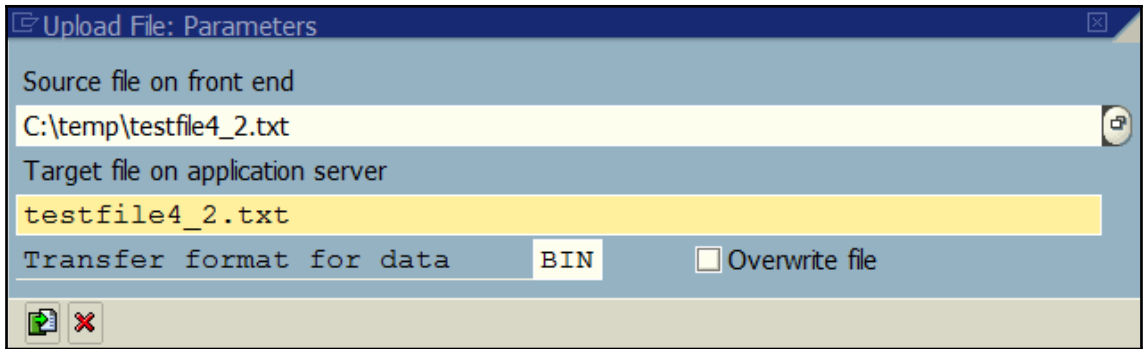 Upload File: Parameters
Source file on front end
C:\temp\testfile4_2.txt
Target file on application server
testfile4_2.txt
Transfer format for data BIN Overwrite file